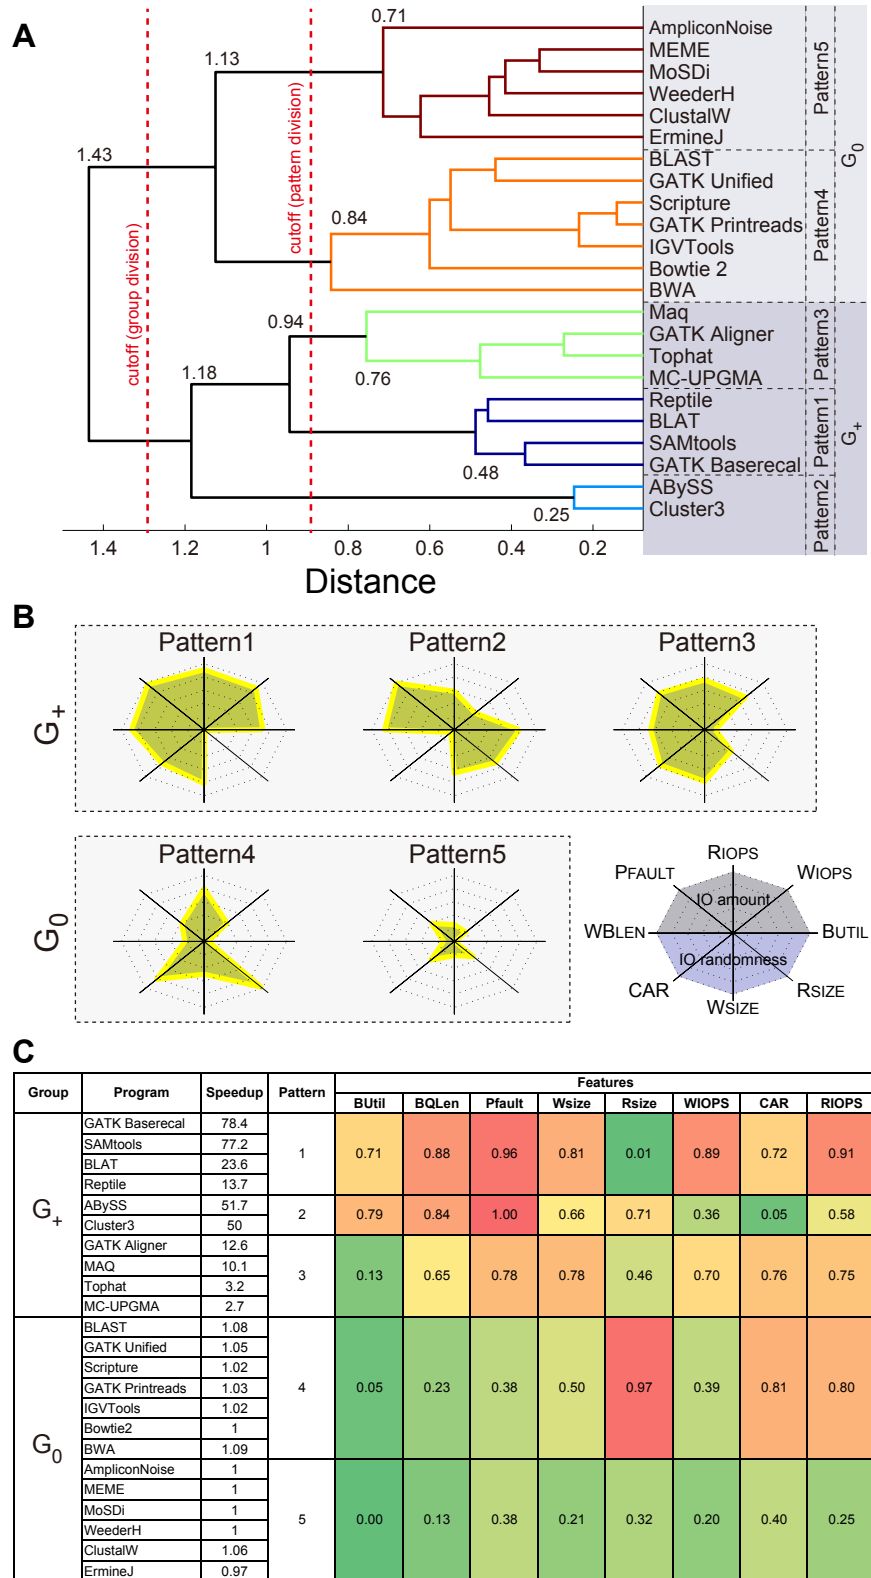 A
0.71
1.13
1.43
0.84
0.94
0.76
1.18
0.48
0.25
cutoff (group division)
cutoff (pattern division)
AmpliconNoise
MEME
MoSDi
WeederH
ClustalW
ErmineJ
BLAST
GATK Unified
Scripture
GATK Printreads
IGVTools
Bowtie 2
BWA
Maq
GATK Aligner
Tophat
MC-UPGMA
Reptile
BLAT
SAMtools
GATK Baserecal
ABySS
Cluster3
Pattern5
Pattern4
Pattern3
Pattern1
Pattern2
G0
G+
1.4 1.2 1 0.8 0.6 0.4 0.2
Distance
B
G+
Pattern1 Pattern2 Pattern3
G0
Pattern4 Pattern5
RIOPS
PFAULT WIOPS
IO amount
WBLEN BUTIL
IO randomness
CAR RSIZE
WSIZE
C
Group Program Speedup Pattern Features
BUtil BQLen Pfault Wsize Rsize WIOPS CAR RIOPS
G+
GATK Baserecal 78.4
SAMtools 77.2
BLAT 23.6
Reptile 13.7
1 0.71 0.88 0.96 0.81 0.01 0.89 0.72 0.91
ABySS 51.7
Cluster3 50
2 0.79 0.84 1.00 0.66 0.71 0.36 0.05 0.58
GATK Aligner 12.6
MAQ 10.1
Tophat 3.2
MC-UPGMA 2.7
3 0.13 0.65 0.78 0.78 0.46 0.70 0.76 0.75
G0
BLAST 1.08
GATK Unified 1.05
Scripture 1.02
GATK Printreads 1.03
IGVTools 1.02
Bowtie2 1
BWA 1.09
4 0.05 0.23 0.38 0.50 0.97 0.39 0.81 0.80
AmpliconNoise 1
MEME 1
MoSDi 1
WeederH 1
ClustalW 1.06
ErmineJ 0.97
5 0.00 0.13 0.38 0.21 0.32 0.20 0.40 0.25